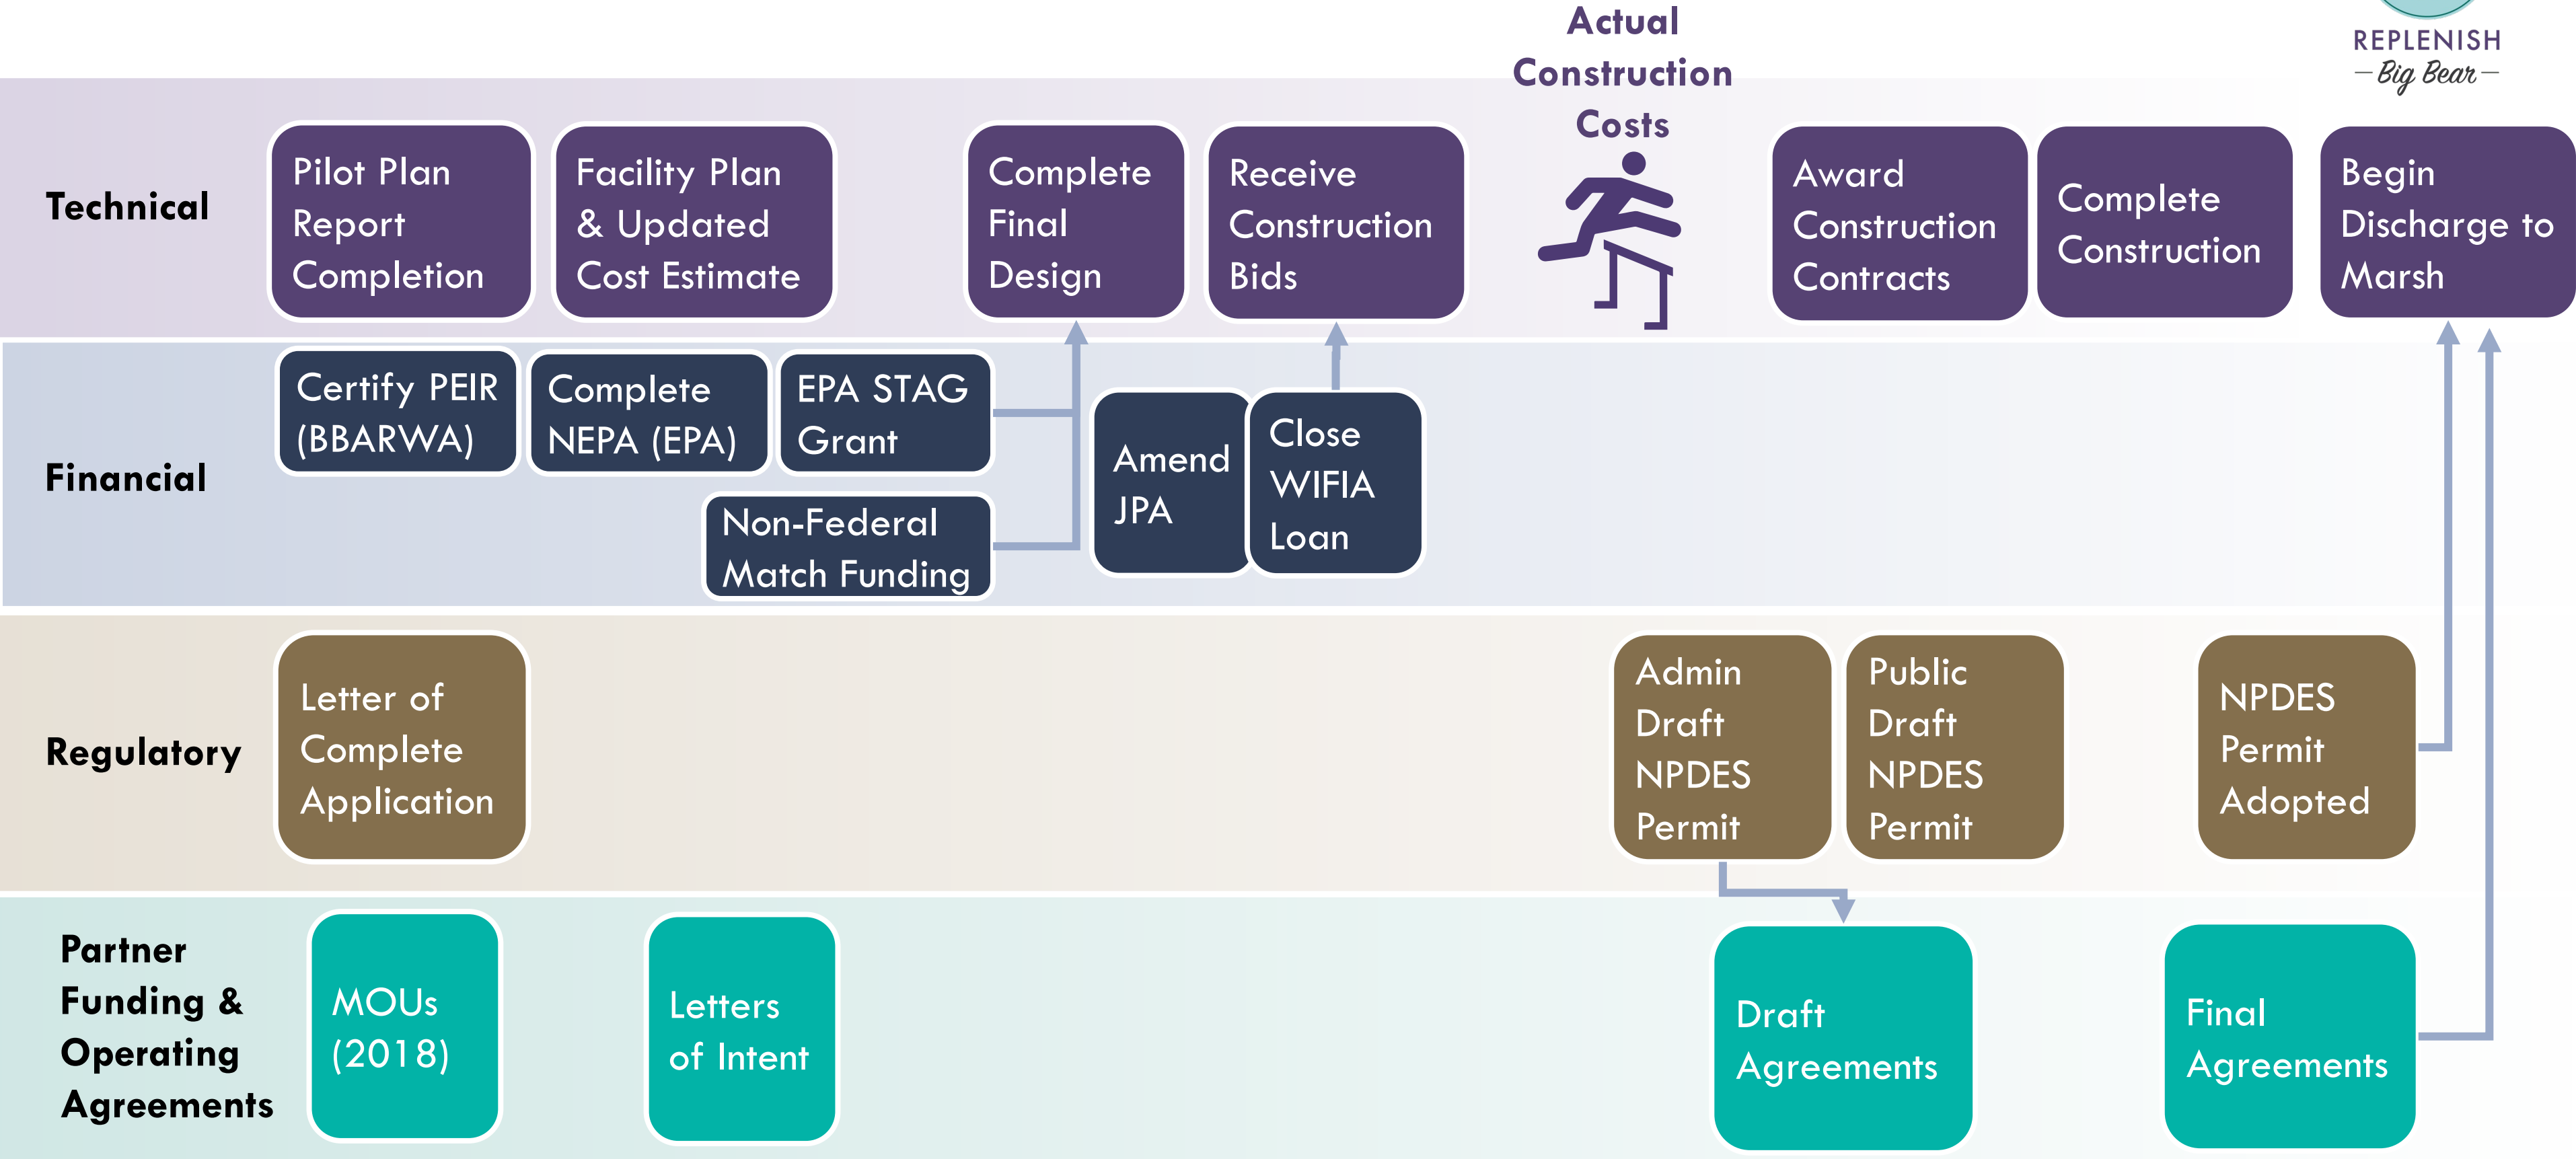 Actual
Construction
Costs
REPLENISH
Big Bear
Technical
Pilot Plan
Report
Completion
Facility Plan
& Updated
Cost Estimate
Complete
Final
Design
Receive
Construction
Bids
Award
Construction
Contracts
Complete
Construction
Begin
Discharge to
Marsh
Financial
Certify PEIR
(BBARWA)
Complete
NEPA (EPA)
EPA STAG
Grant
Non-Federal
Match Funding
Amend
JPA
Close
WIFIA
Loan
Regulatory
Letter of
Complete
Application
Admin
Draft
NPDES
Permit
Public
Draft
NPDES
Permit
NPDES
Permit
Adopted
Partner
Funding &
Operating
Agreements
MOUs
(2018)
Letters
of Intent
Draft
Agreements
Final
Agreements